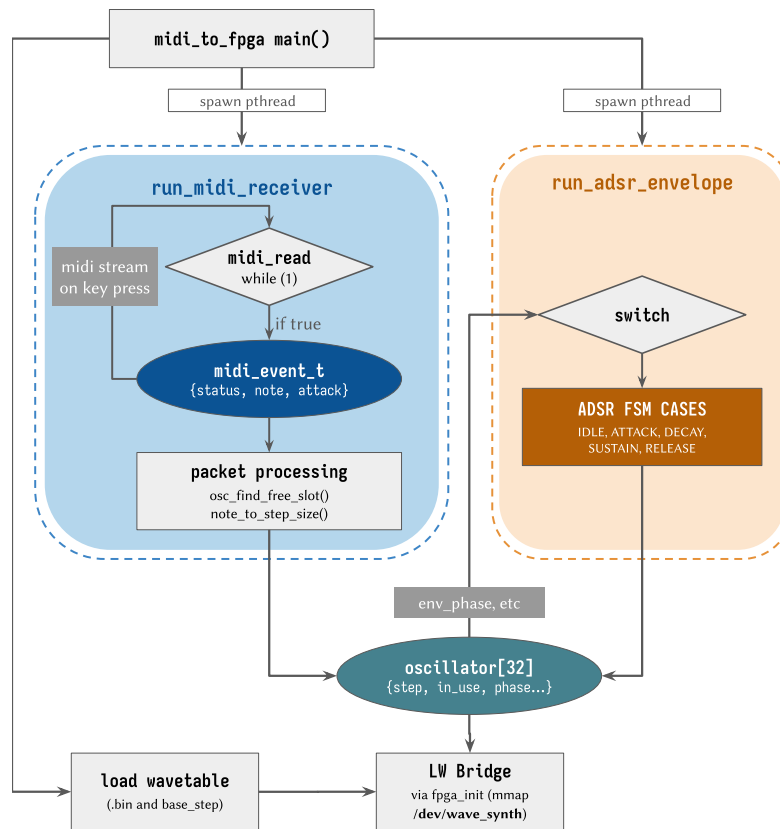 midi_to_fpga main()
spawn pthread
spawn pthread
run_midi_receiver
midi_read
while (1)
midi stream
on key press
if true
midi_event_t
{status, note, attack}
packet processing
osc_find_free_slot()
note_to_step_size()
run_adsr_envelope
switch
ADSR FSM CASES
IDLE, ATTACK, DECAY,
SUSTAIN, RELEASE
env_phase, etc
oscillator[32]
{step, in_use, phase...}
load wavetable
(.bin and base_step)
LW Bridge
via fpga_init (mmap
/dev/wave_synth)